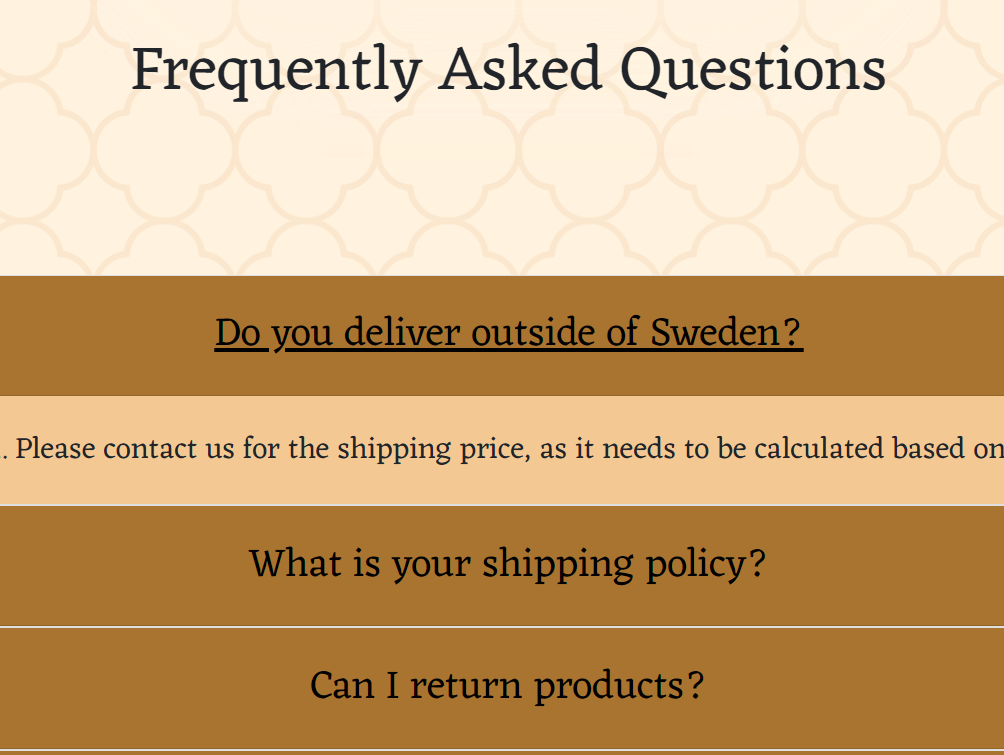 Frequently Asked Questions
Do you deliver outside of Sweden?
. Please contact us for the shipping price, as it needs to be calculated based on
What is your shipping policy?
Can I return products?